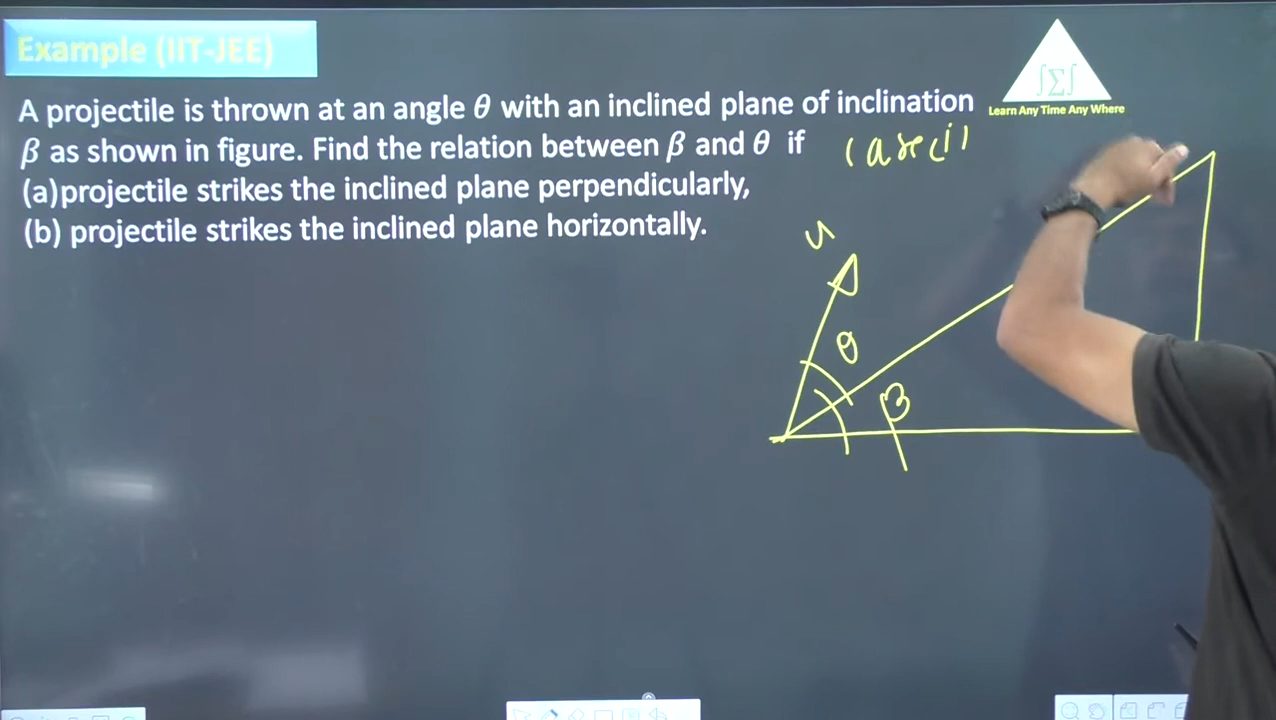 Example (IIT-JEE)
A projectile is thrown at an angle θ with an inclined plane of inclination
β as shown in figure. Find the relation between β and θ if
(a)projectile strikes the inclined plane perpendicularly,
(b) projectile strikes the inclined plane horizontally.
∫∑∫
Learn Any Time Any Where
Case(i)
u
θ
β